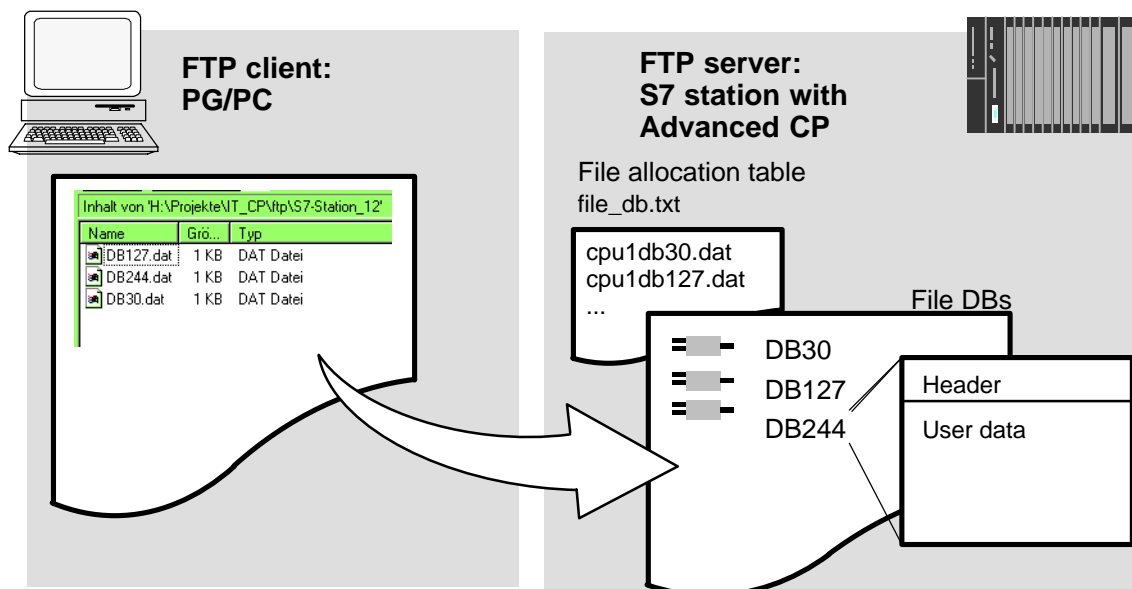 FTP client:
PG/PC
Inhalt von 'H:\Projekte\IT_CP\ftp\S7-Station_12'
Name Grö... Typ
DB127.dat 1 KB DAT Datei
DB244.dat 1 KB DAT Datei
DB30.dat 1 KB DAT Datei
FTP server:
S7 station with
Advanced CP
File allocation table
file_db.txt
cpu1db30.dat
cpu1db127.dat
...
File DBs
DB30
DB127
DB244
Header
User data